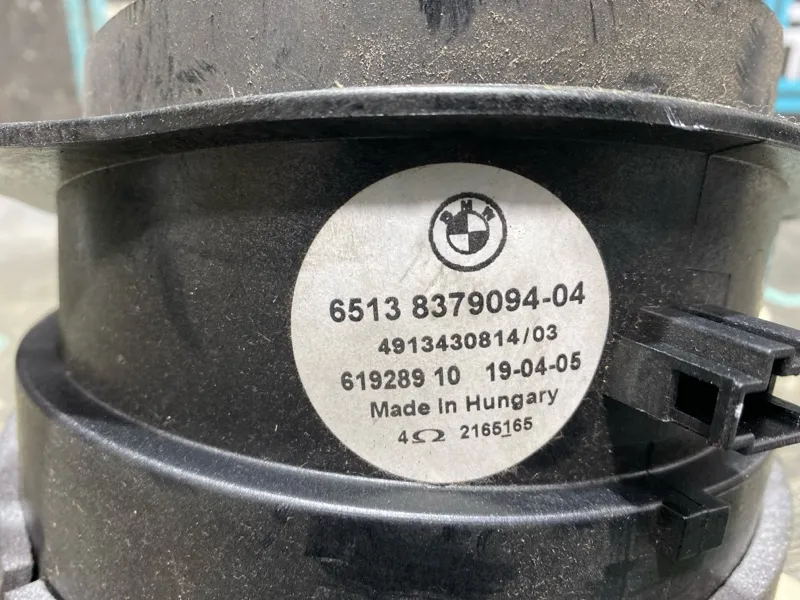 BMW
6513 8379094-04
4913430814/03
619289 10 19-04-05
Made in Hungary
4Ω 2165165